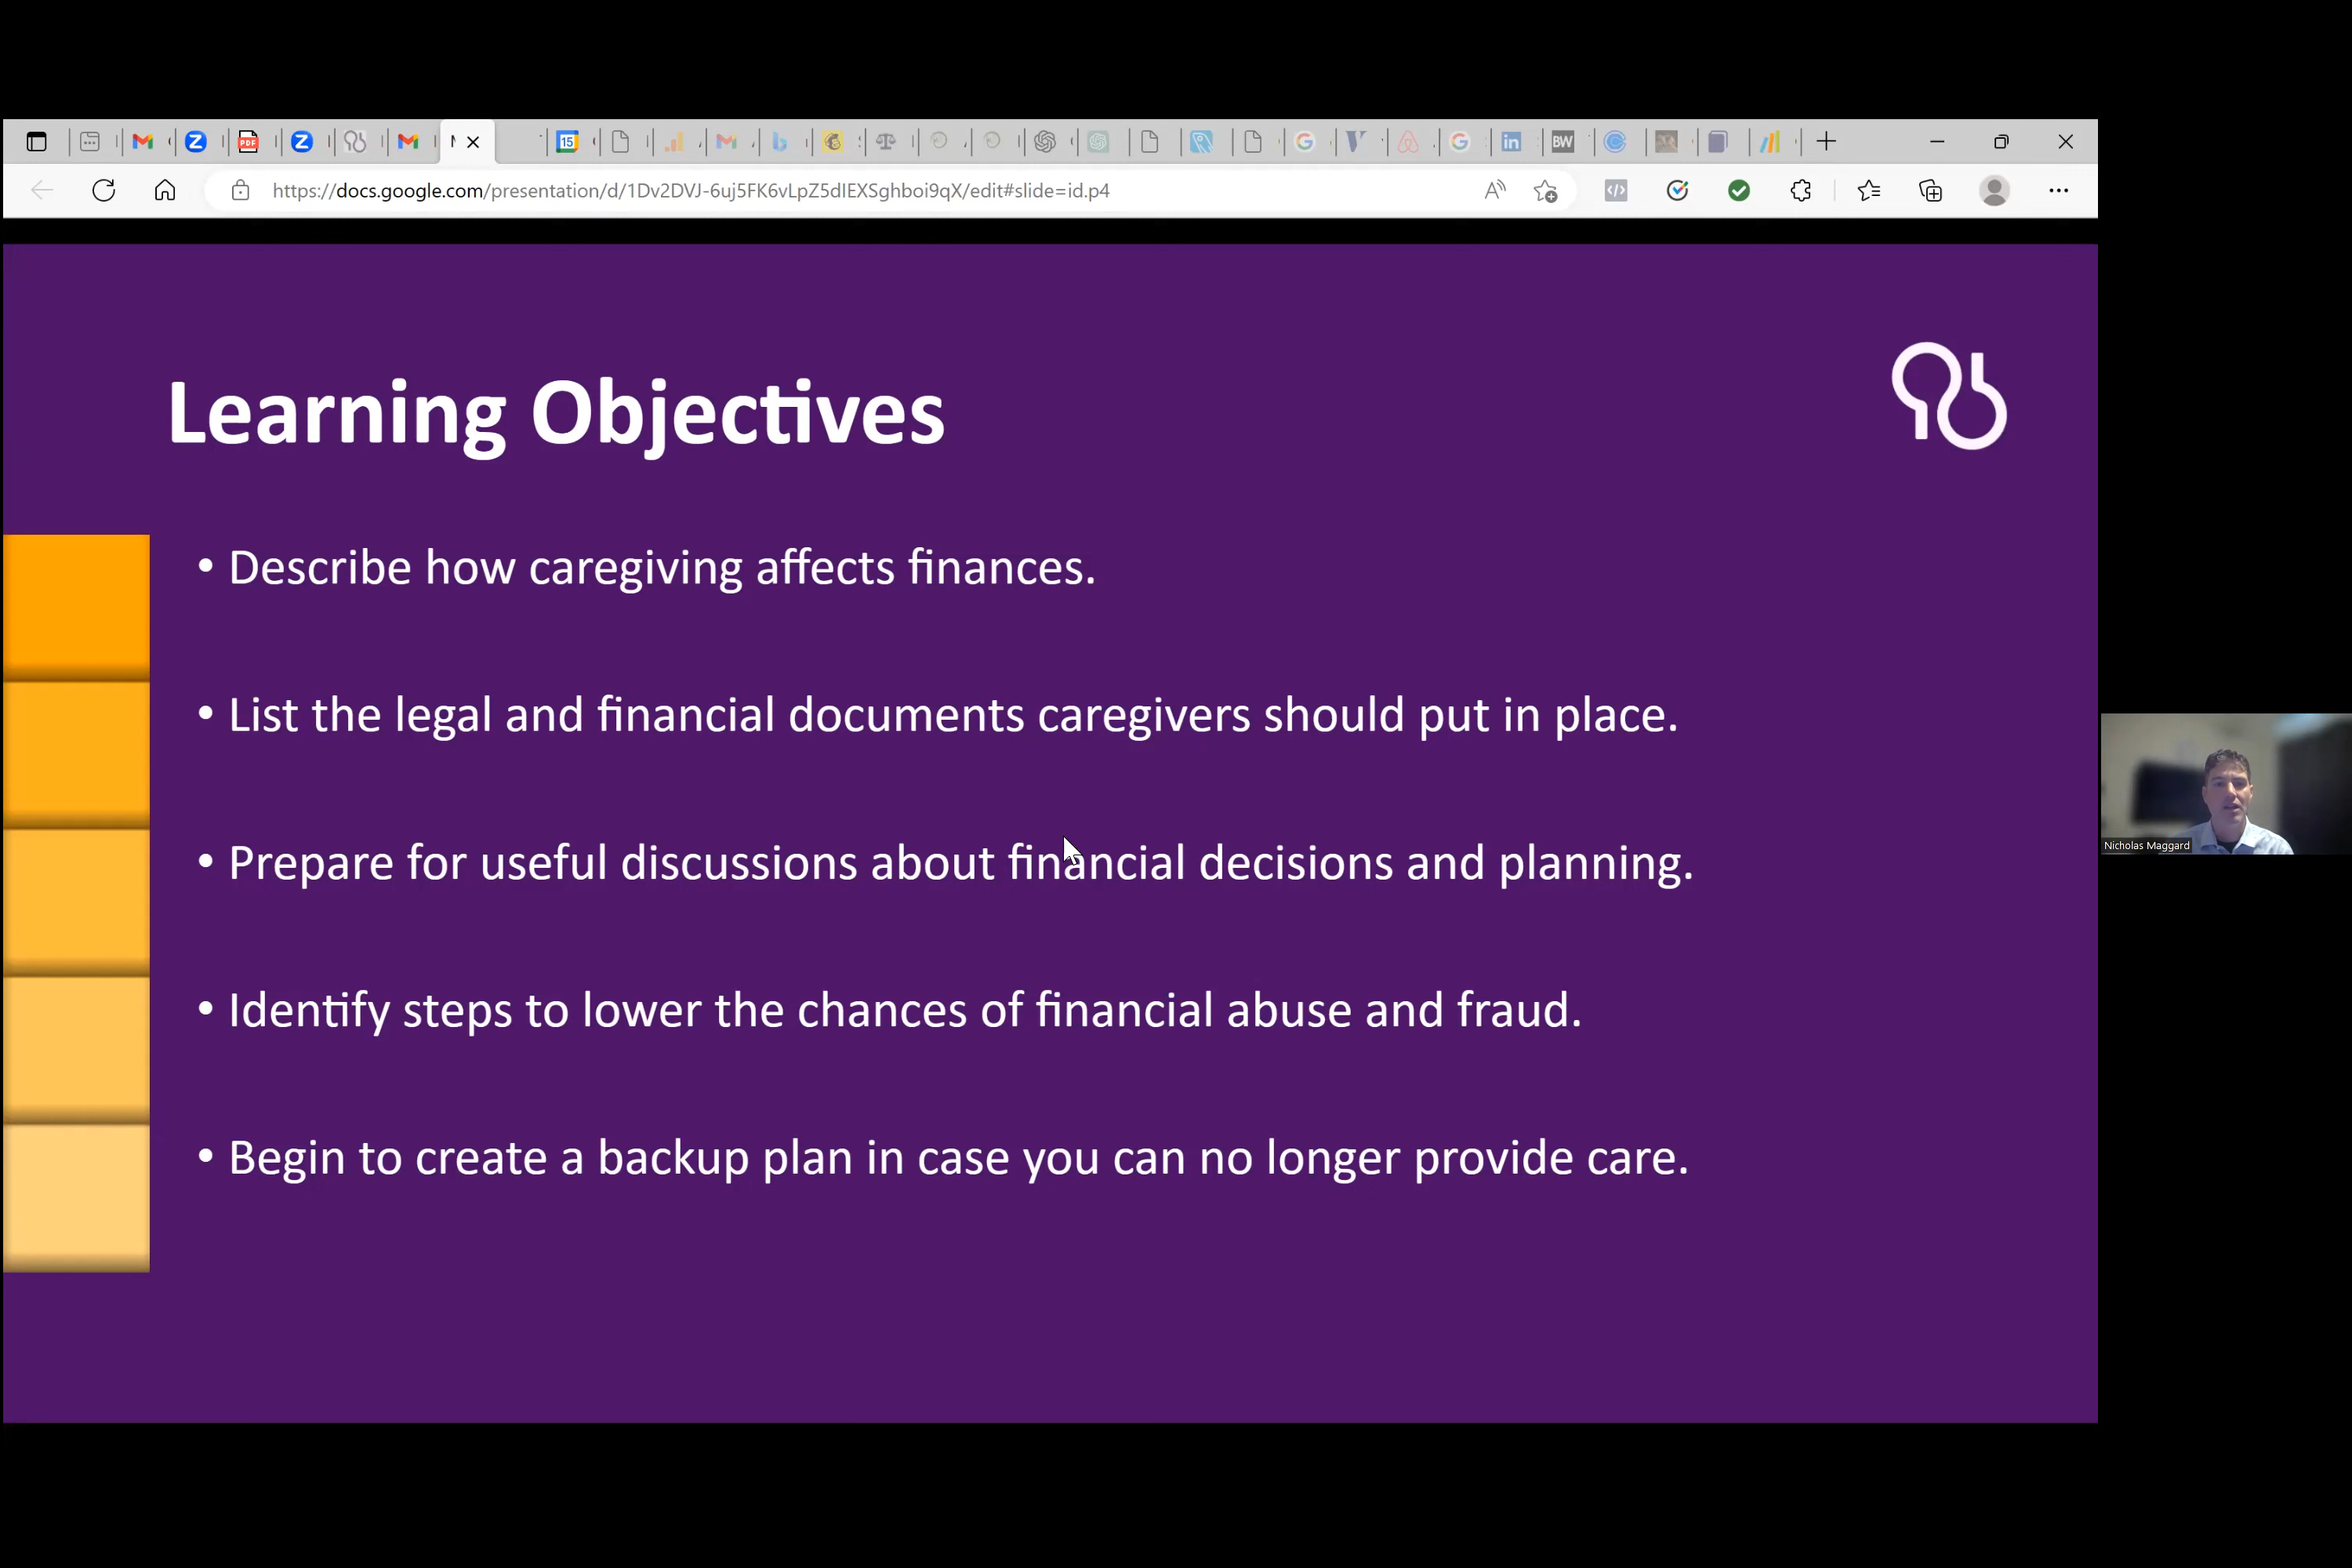 15
BW
https://docs.google.com/presentation/d/1Dv2DVJ-6uj5FK6vLpZ5dIEXSghboi9qX/edit#slide=id.p4
Learning Objectives
• Describe how caregiving affects finances.
• List the legal and financial documents caregivers should put in place.
• Prepare for useful discussions about financial decisions and planning.
• Identify steps to lower the chances of financial abuse and fraud.
• Begin to create a backup plan in case you can no longer provide care.
Nicholas Maggard